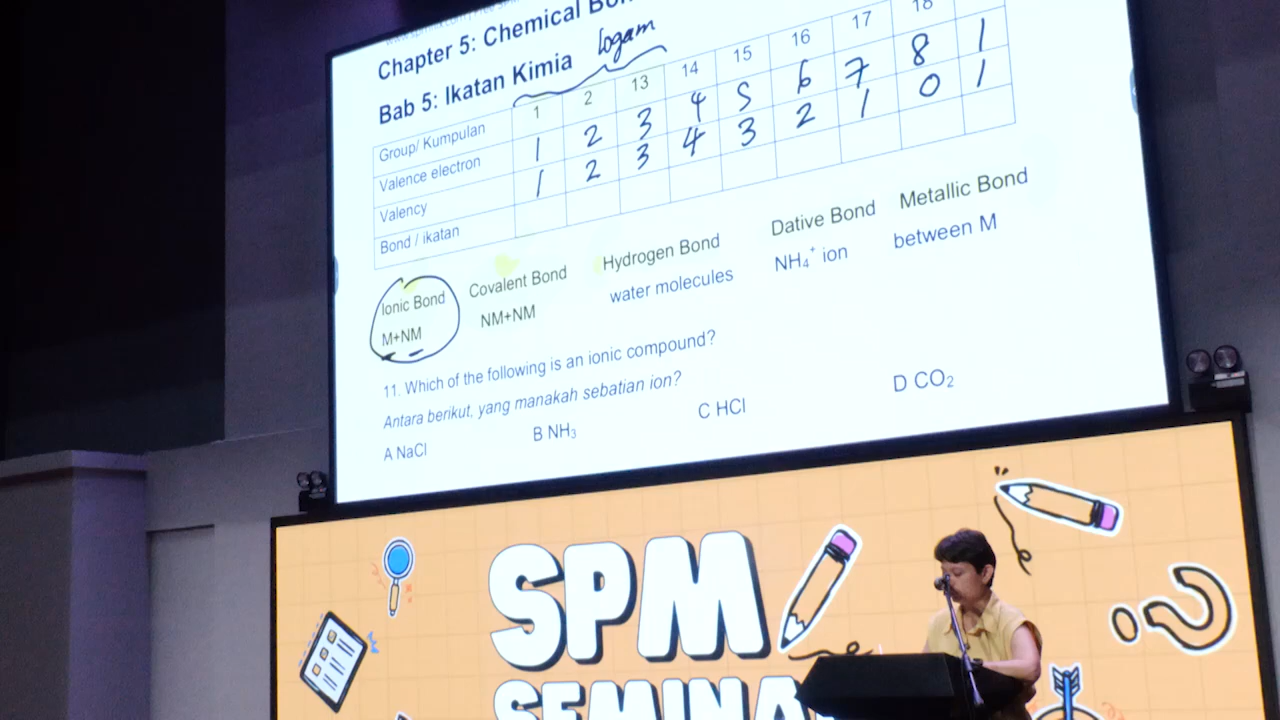 Chapter 5: Chemical
Bab 5: Ikatan Kimia logam
Group/ Kumpulan 1 2 13 14 15 16 17 18
Valence electron 1 2 3 4 5 6 7 8 1
Valency 1 2 3 4 3 2 1 0 1
Bond / ikatan
Ionic Bond Covalent Bond Hydrogen Bond Dative Bond Metallic Bond
M+NM NM+NM water molecules NH₄⁺ ion between M
11. Which of the following is an ionic compound?
Antara berikut, yang manakah sebatian ion?
A NaCl B NH₃ C HCl D CO₂
SPM